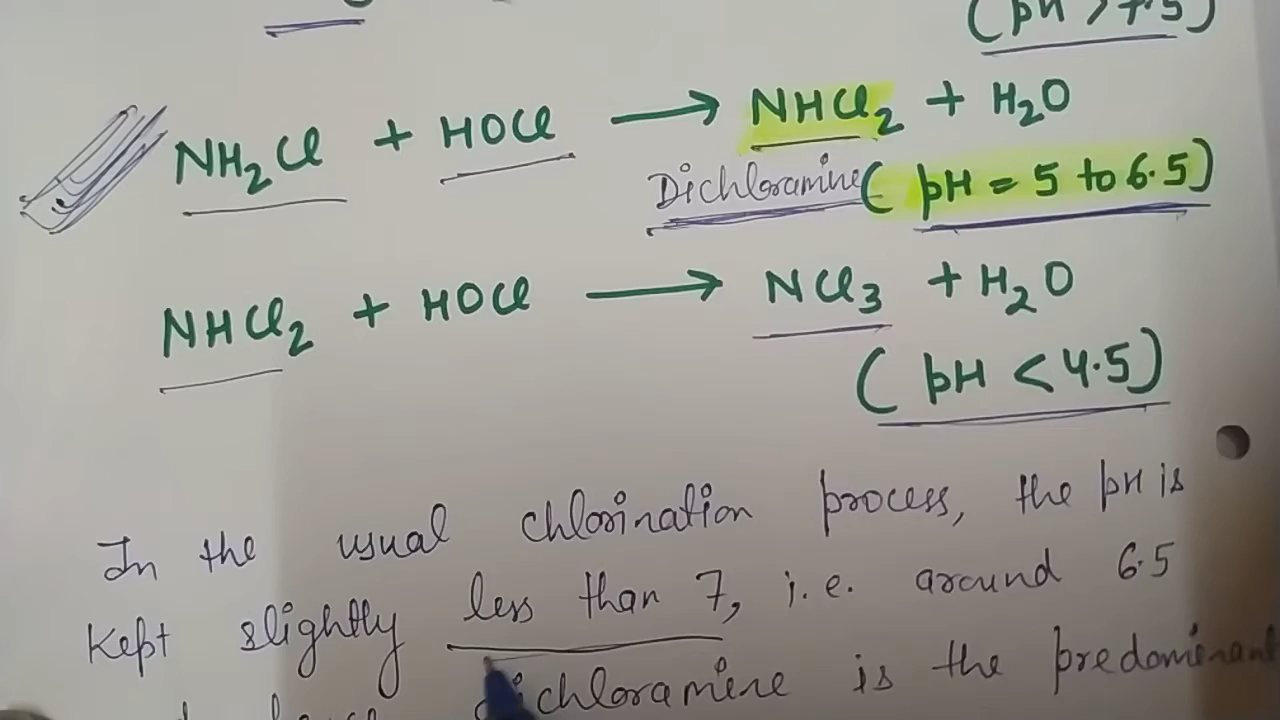 (pH > 7.5)
NH₂Cl + HOCl → NHCl₂ + H₂O
Dichloramine (pH = 5 to 6.5)
NHCl₂ + HOCl → NCl₃ + H₂O
(pH < 4.5)
In the usual chlorination process, the pH is
kept slightly less than 7, i.e. around 6.5
dichloramine is the predominant